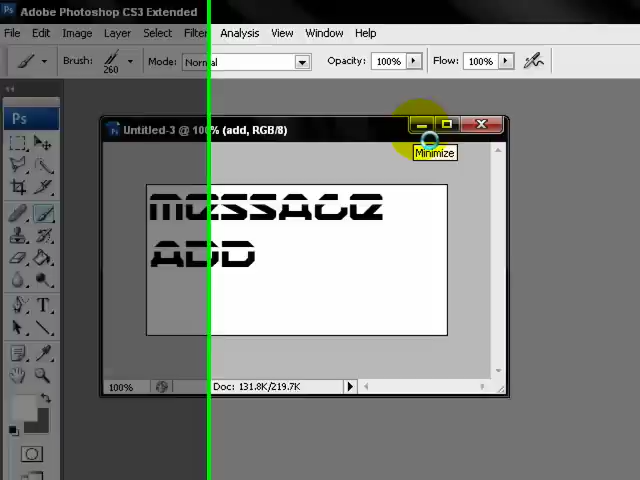 Ps Adobe Photoshop CS3 Extended
File Edit Image Layer Select Filter Analysis View Window Help
Brush: 260 Mode: Normal Opacity: 100% Flow: 100%
Ps
Untitled-3 @ 100% (add, RGB/8)
Minimize
message
ADD
T
100% Doc: 131.8K/219.7K